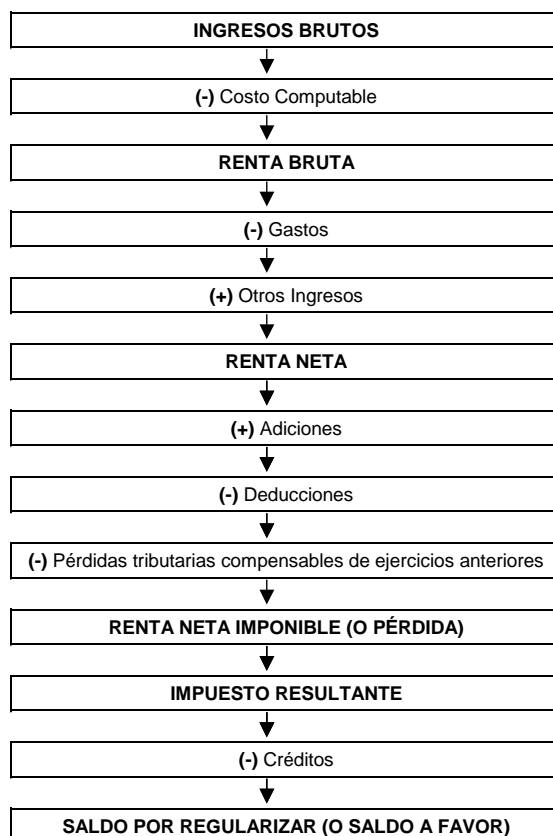 INGRESOS BRUTOS
(-) Costo Computable
RENTA BRUTA
(-) Gastos
(+) Otros Ingresos
RENTA NETA
(+) Adiciones
(-) Deducciones
(-) Pérdidas tributarias compensables de ejercicios anteriores
RENTA NETA IMPONIBLE (O PÉRDIDA)
IMPUESTO RESULTANTE
(-) Créditos
SALDO POR REGULARIZAR (O SALDO A FAVOR)